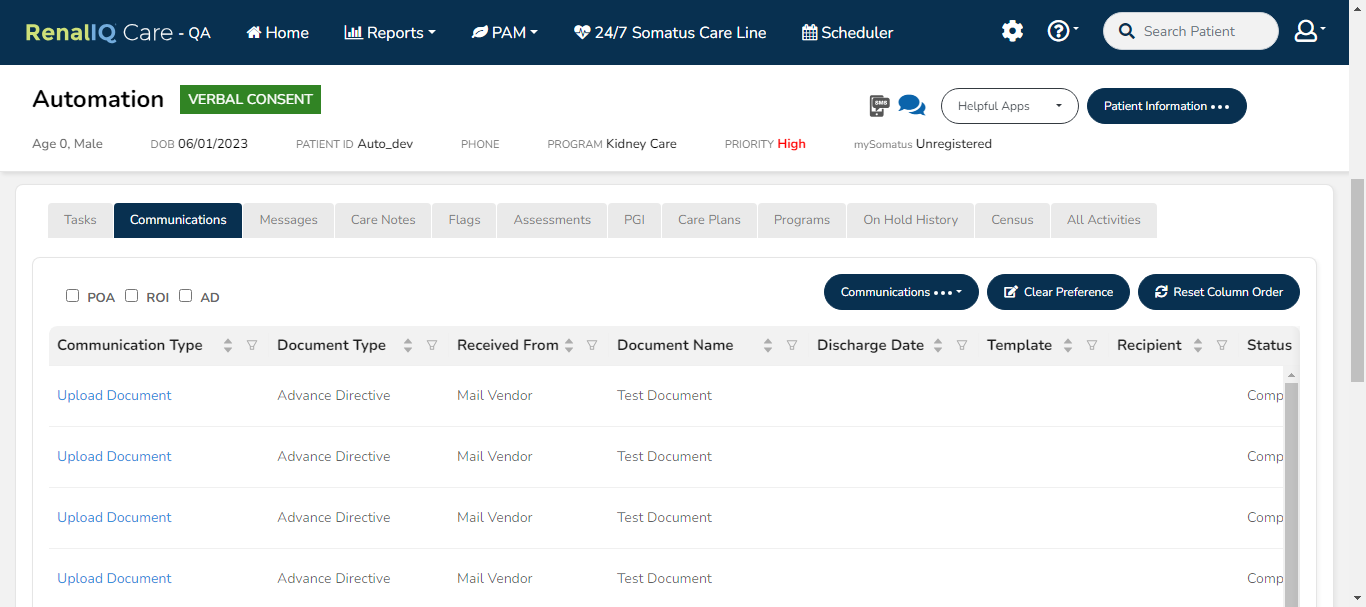 RenalIQ Care - QA Home Reports PAM 24/7 Somatus Care Line Scheduler Search Patient
Automation VERBAL CONSENT SMS Helpful Apps Patient Information •••
Age 0, Male DOB 06/01/2023 PATIENT ID Auto_dev PHONE PROGRAM Kidney Care PRIORITY High mySomatus Unregistered
Tasks Communications Messages Care Notes Flags Assessments PGI Care Plans Programs On Hold History Census All Activities
POA ROI AD Communications ••• Clear Preference Reset Column Order
Communication Type Document Type Received From Document Name Discharge Date Template Recipient Status
Upload Document Advance Directive Mail Vendor Test Document Comp
Upload Document Advance Directive Mail Vendor Test Document Comp
Upload Document Advance Directive Mail Vendor Test Document Comp
Upload Document Advance Directive Mail Vendor Test Document Comp